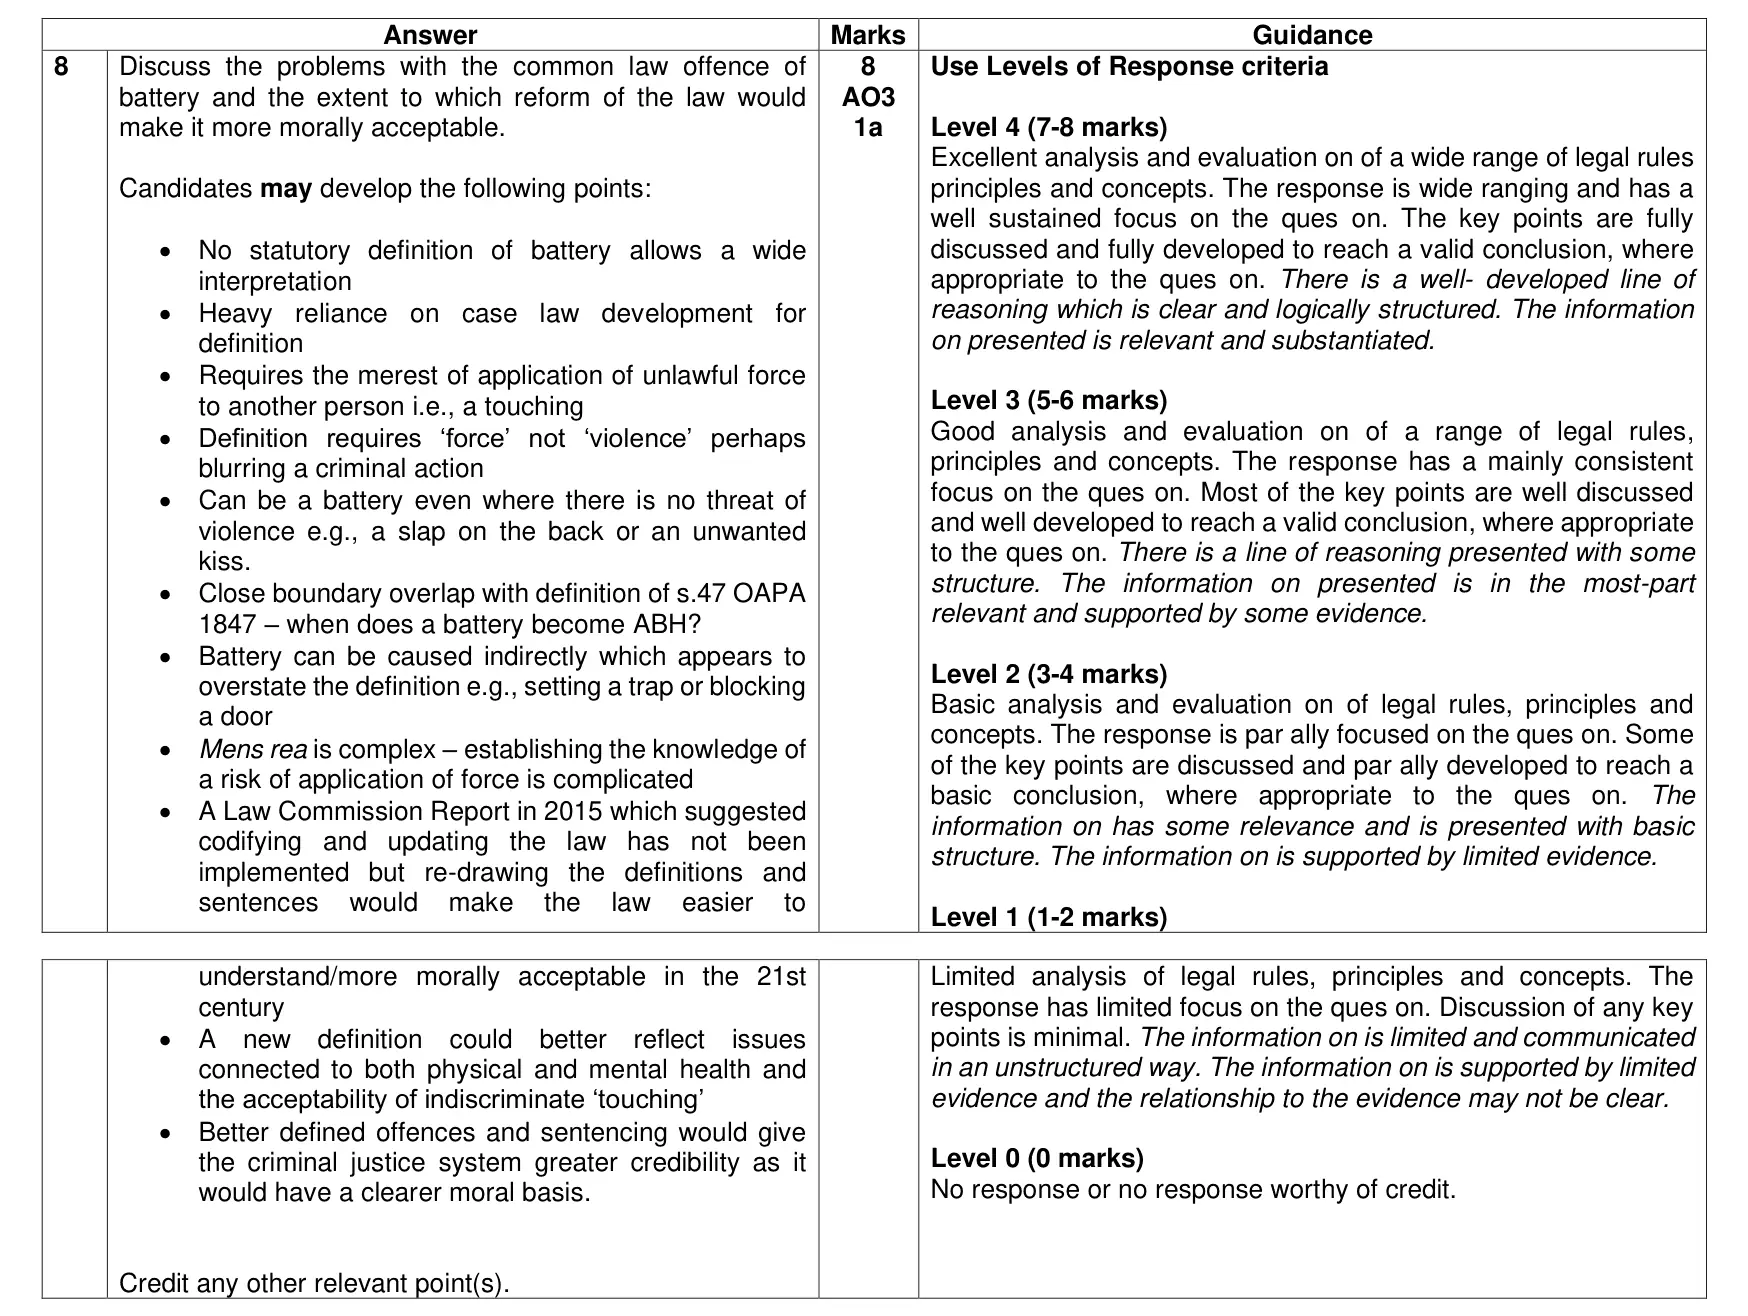 Answer
Marks
Guidance
8
Discuss the problems with the common law offence of
battery and the extent to which reform of the law would
make it more morally acceptable.
Candidates may develop the following points:
• No statutory definition of battery allows a wide
interpretation
• Heavy reliance on case law development for
definition
• Requires the merest of application of unlawful force
to another person i.e., a touching
• Definition requires ‘force’ not ‘violence’ perhaps
blurring a criminal action
• Can be a battery even where there is no threat of
violence e.g., a slap on the back or an unwanted
kiss.
• Close boundary overlap with definition of s.47 OAPA
1847 – when does a battery become ABH?
• Battery can be caused indirectly which appears to
overstate the definition e.g., setting a trap or blocking
a door
• Mens rea is complex – establishing the knowledge of
a risk of application of force is complicated
• A Law Commission Report in 2015 which suggested
codifying and updating the law has not been
implemented but re-drawing the definitions and
sentences would make the law easier to
8
AO3
1a
Use Levels of Response criteria
Level 4 (7-8 marks)
Excellent analysis and evaluation on of a wide range of legal rules
principles and concepts. The response is wide ranging and has a
well sustained focus on the ques on. The key points are fully
discussed and fully developed to reach a valid conclusion, where
appropriate to the ques on. There is a well- developed line of
reasoning which is clear and logically structured. The information
on presented is relevant and substantiated.
Level 3 (5-6 marks)
Good analysis and evaluation on of a range of legal rules,
principles and concepts. The response has a mainly consistent
focus on the ques on. Most of the key points are well discussed
and well developed to reach a valid conclusion, where appropriate
to the ques on. There is a line of reasoning presented with some
structure. The information on presented is in the most-part
relevant and supported by some evidence.
Level 2 (3-4 marks)
Basic analysis and evaluation on of legal rules, principles and
concepts. The response is par ally focused on the ques on. Some
of the key points are discussed and par ally developed to reach a
basic conclusion, where appropriate to the ques on. The
information on has some relevance and is presented with basic
structure. The information on is supported by limited evidence.
Level 1 (1-2 marks)
understand/more morally acceptable in the 21st
century
• A new definition could better reflect issues
connected to both physical and mental health and
the acceptability of indiscriminate ‘touching’
• Better defined offences and sentencing would give
the criminal justice system greater credibility as it
would have a clearer moral basis.
Credit any other relevant point(s).
Limited analysis of legal rules, principles and concepts. The
response has limited focus on the ques on. Discussion of any key
points is minimal. The information on is limited and communicated
in an unstructured way. The information on is supported by limited
evidence and the relationship to the evidence may not be clear.
Level 0 (0 marks)
No response or no response worthy of credit.